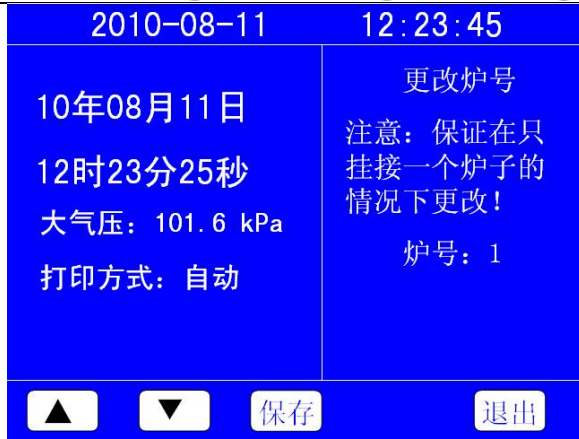 2010-08-11 12:23:45
10年08月11日
12时23分25秒
大气压：101.6 kPa
打印方式：自动
更改炉号
注意：保证在只
挂接一个炉子的
情况下更改！
炉号：1
▲ ▼ 保存 退出